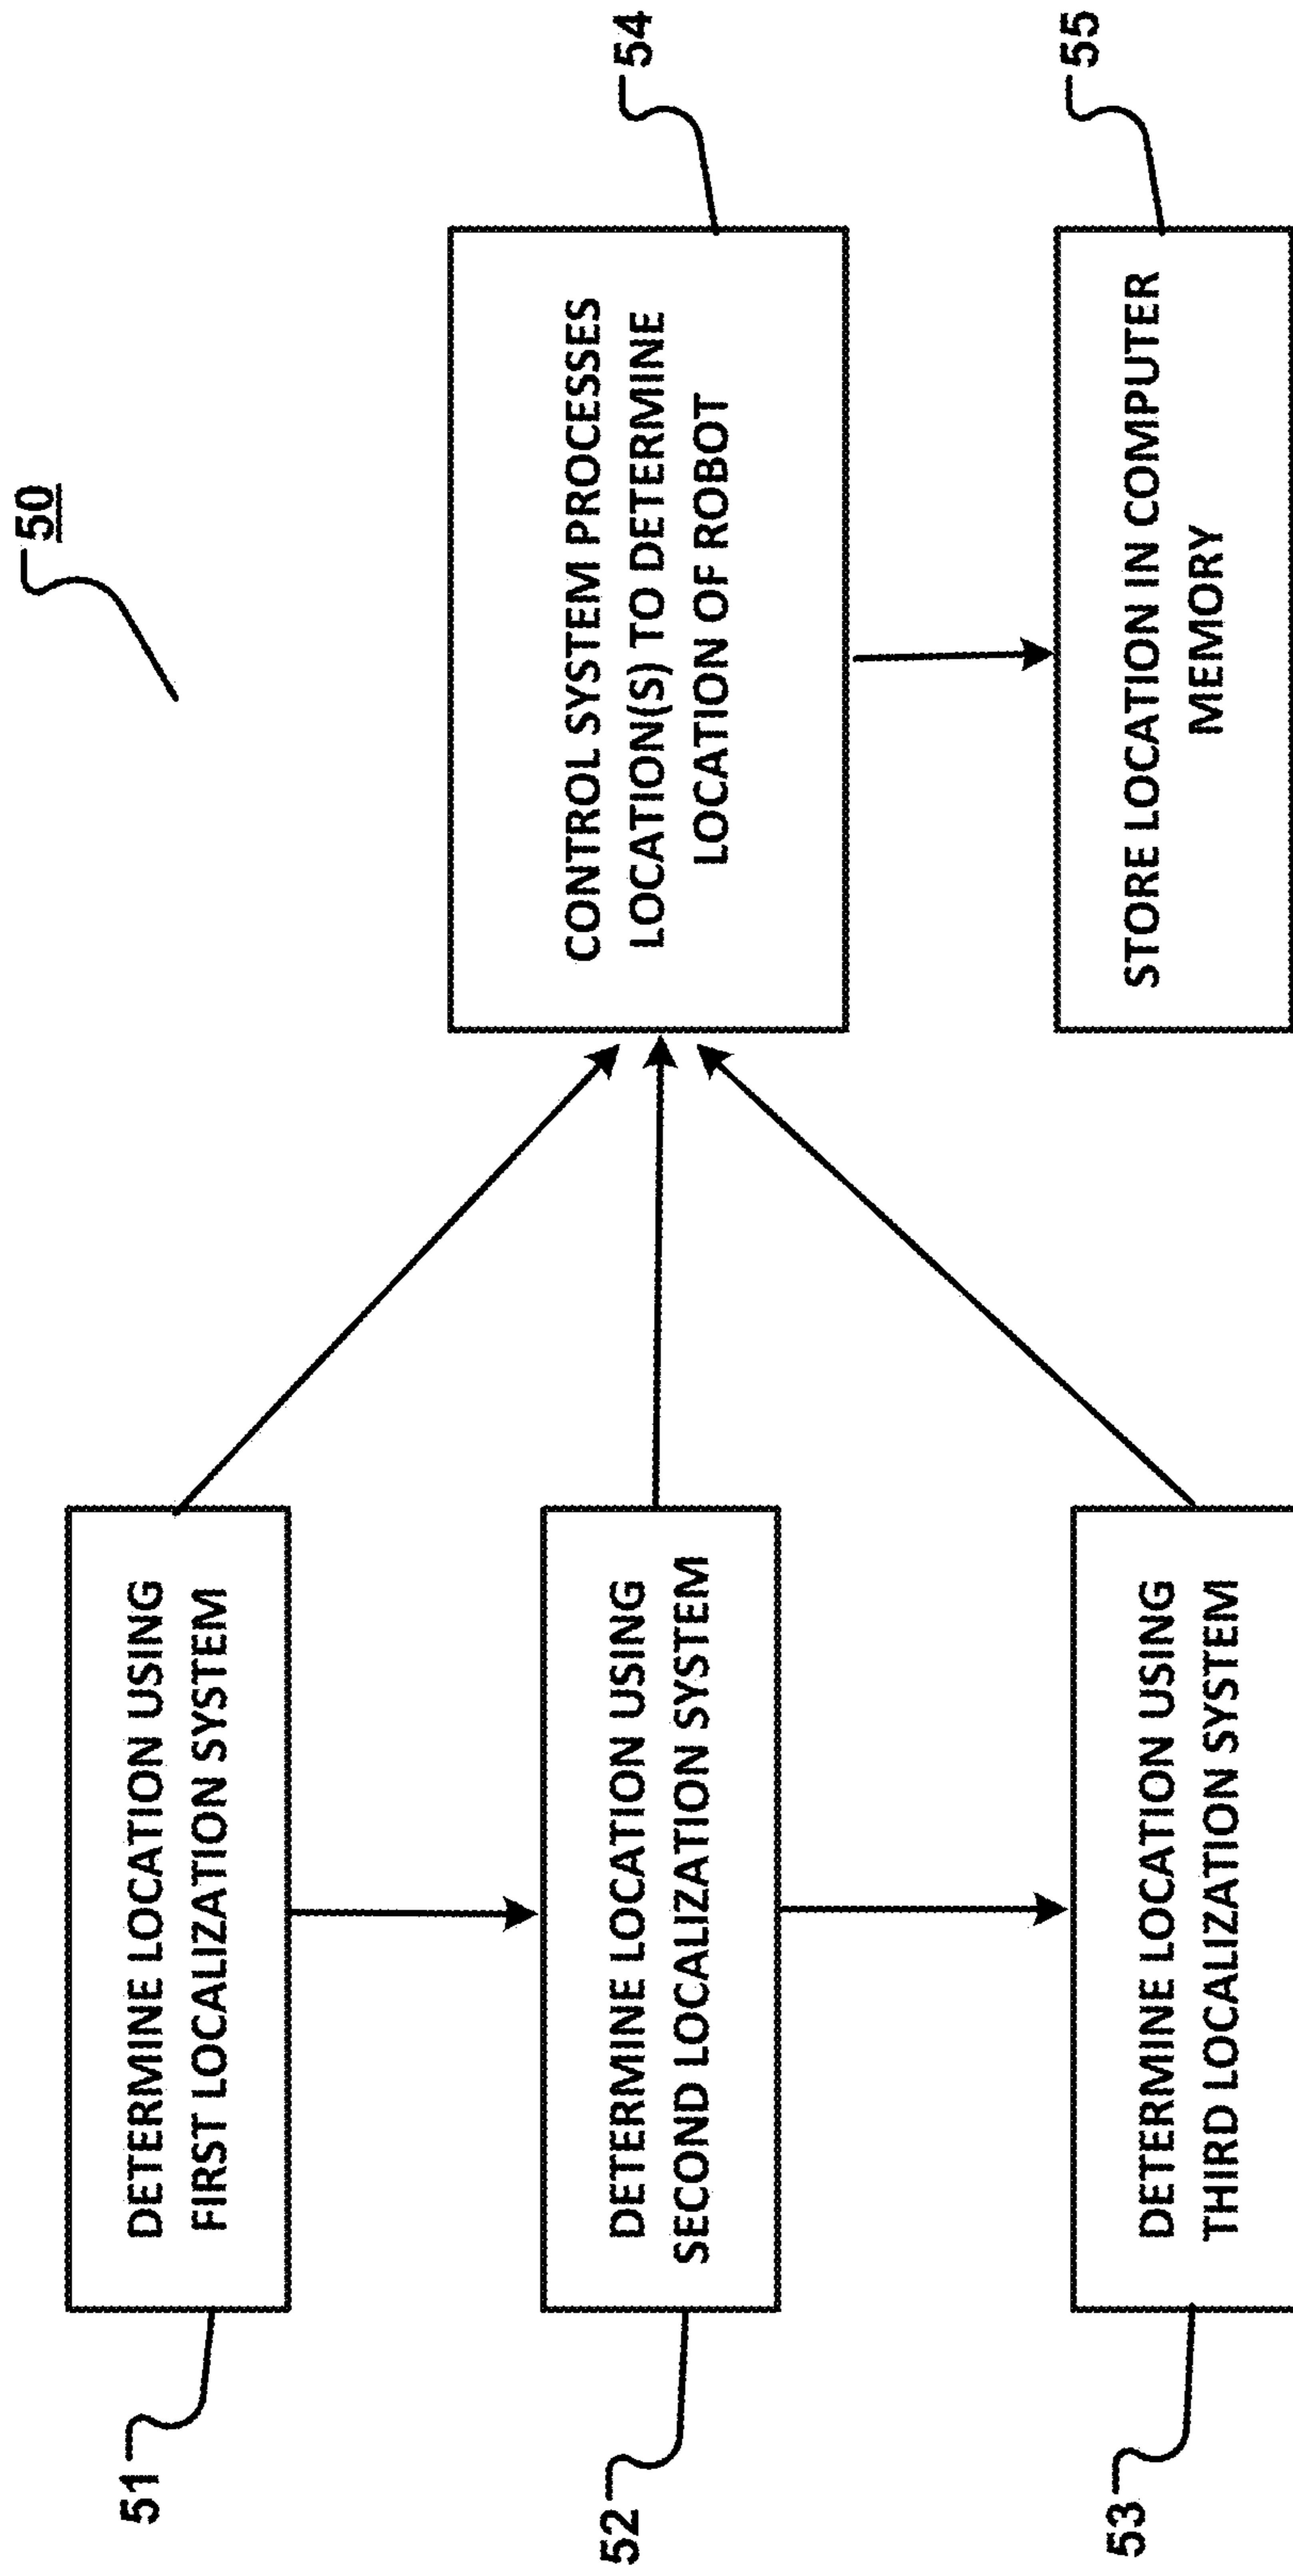 50
51
DETERMINE LOCATION USING
FIRST LOCALIZATION SYSTEM
52
DETERMINE LOCATION USING
SECOND LOCALIZATION SYSTEM
53
DETERMINE LOCATION USING
THIRD LOCALIZATION SYSTEM
CONTROL SYSTEM PROCESSES
LOCATION(S) TO DETERMINE
LOCATION OF ROBOT
54
STORE LOCATION IN COMPUTER
MEMORY
55